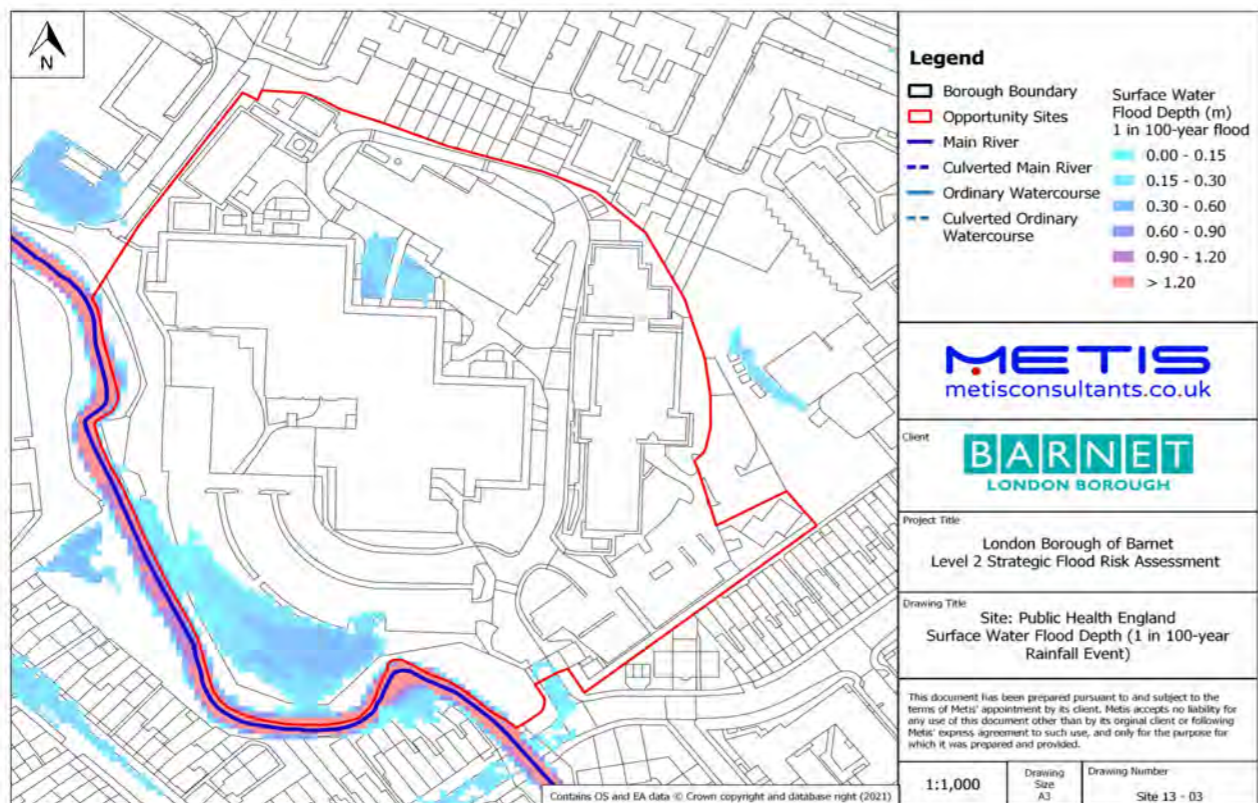 N
Legend
Borough Boundary
Opportunity Sites
Main River
Culverted Main River
Ordinary Watercourse
Culverted Ordinary
Watercourse
Surface Water
Flood Depth (m)
1 in 100-year flood
0.00 - 0.15
0.15 - 0.30
0.30 - 0.60
0.60 - 0.90
0.90 - 1.20
> 1.20
METIS
metisconsultants.co.uk
Client
BARNET
LONDON BOROUGH
Project Title
London Borough of Barnet
Level 2 Strategic Flood Risk Assessment
Drawing Title
Site: Public Health England
Surface Water Flood Depth (1 in 100-year
Rainfall Event)
This document has been prepared pursuant to and subject to the
terms of Metis' appointment by its client. Metis accepts no liability for
any use of this document other than by its orginal client or following
Metis' express agreement to such use, and only for the purpose for
which it was prepared and provided.
1:1,000
Drawing
Size
A3
Drawing Number
Site 13 - 03
Contains OS and EA data © Crown copyright and database right (2021)